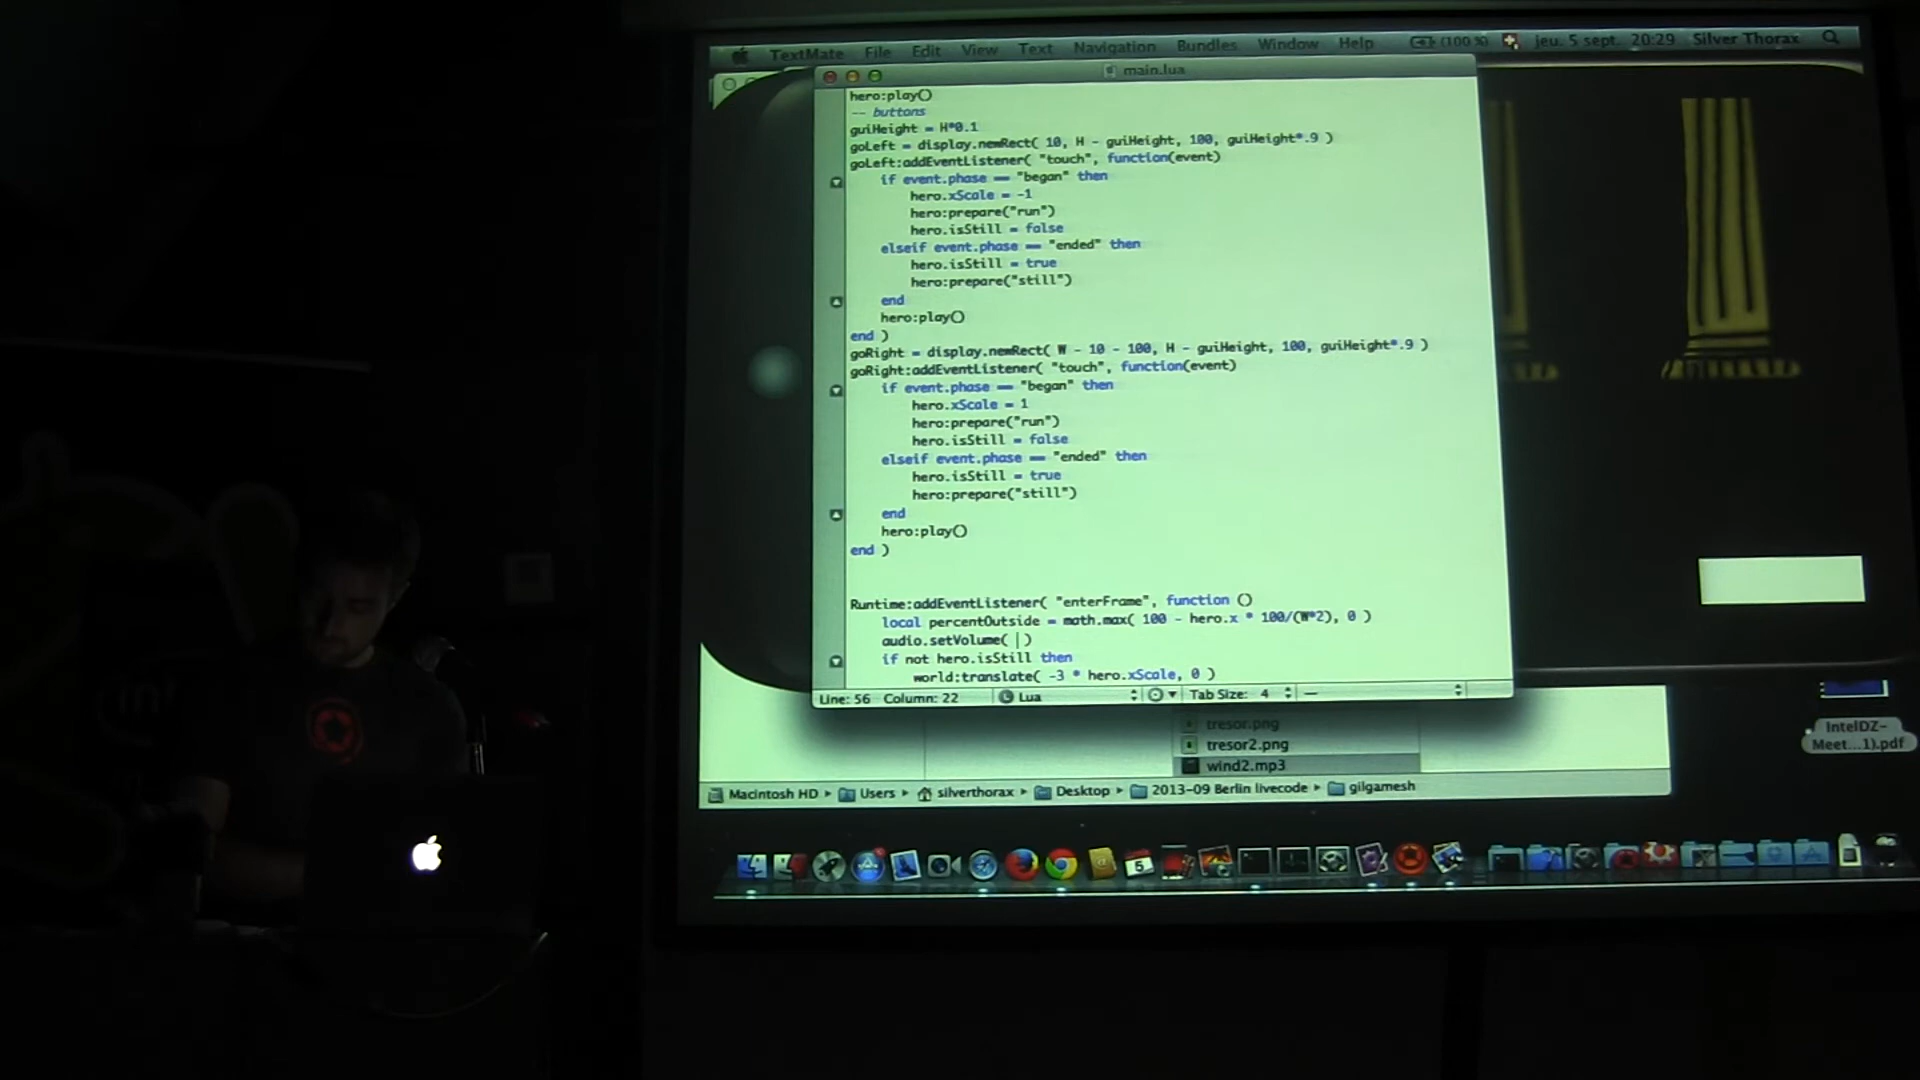 TextMate File Edit View Text Navigation Bundles Window Help (100 %) jeu. 5 sept. 20:29 Silver Thorax
main.lua
hero:play()
-- buttons
guiHeight = H*0.1
goLeft = display.newRect( 10, H - guiHeight, 100, guiHeight*.9 )
goLeft:addEventListener( "touch", function(event)
if event.phase == "began" then
hero.xScale = -1
hero:prepare("run")
hero.isStill = false
elseif event.phase == "ended" then
hero.isStill = true
hero:prepare("still")
end
hero:play()
end )
goRight = display.newRect( W - 10 - 100, H - guiHeight, 100, guiHeight*.9 )
goRight:addEventListener( "touch", function(event)
if event.phase == "began" then
hero.xScale = 1
hero:prepare("run")
hero.isStill = false
elseif event.phase == "ended" then
hero.isStill = true
hero:prepare("still")
end
hero:play()
end )
Runtime:addEventListener( "enterFrame", function ()
local percentOutside = math.max( 100 - hero.x * 100/(W*2), 0 )
audio.setVolume( )
if not hero.isStill then
world:translate( -3 * hero.xScale, 0 )
Line: 56 Column: 22 Lua Tab Size: 4 —
tresor.png
tresor2.png
wind2.mp3
IntelDZ-
Meet...1).pdf
Macintosh HD Users silverthorax Desktop 2013-09 Berlin livecode gilgamesh
5